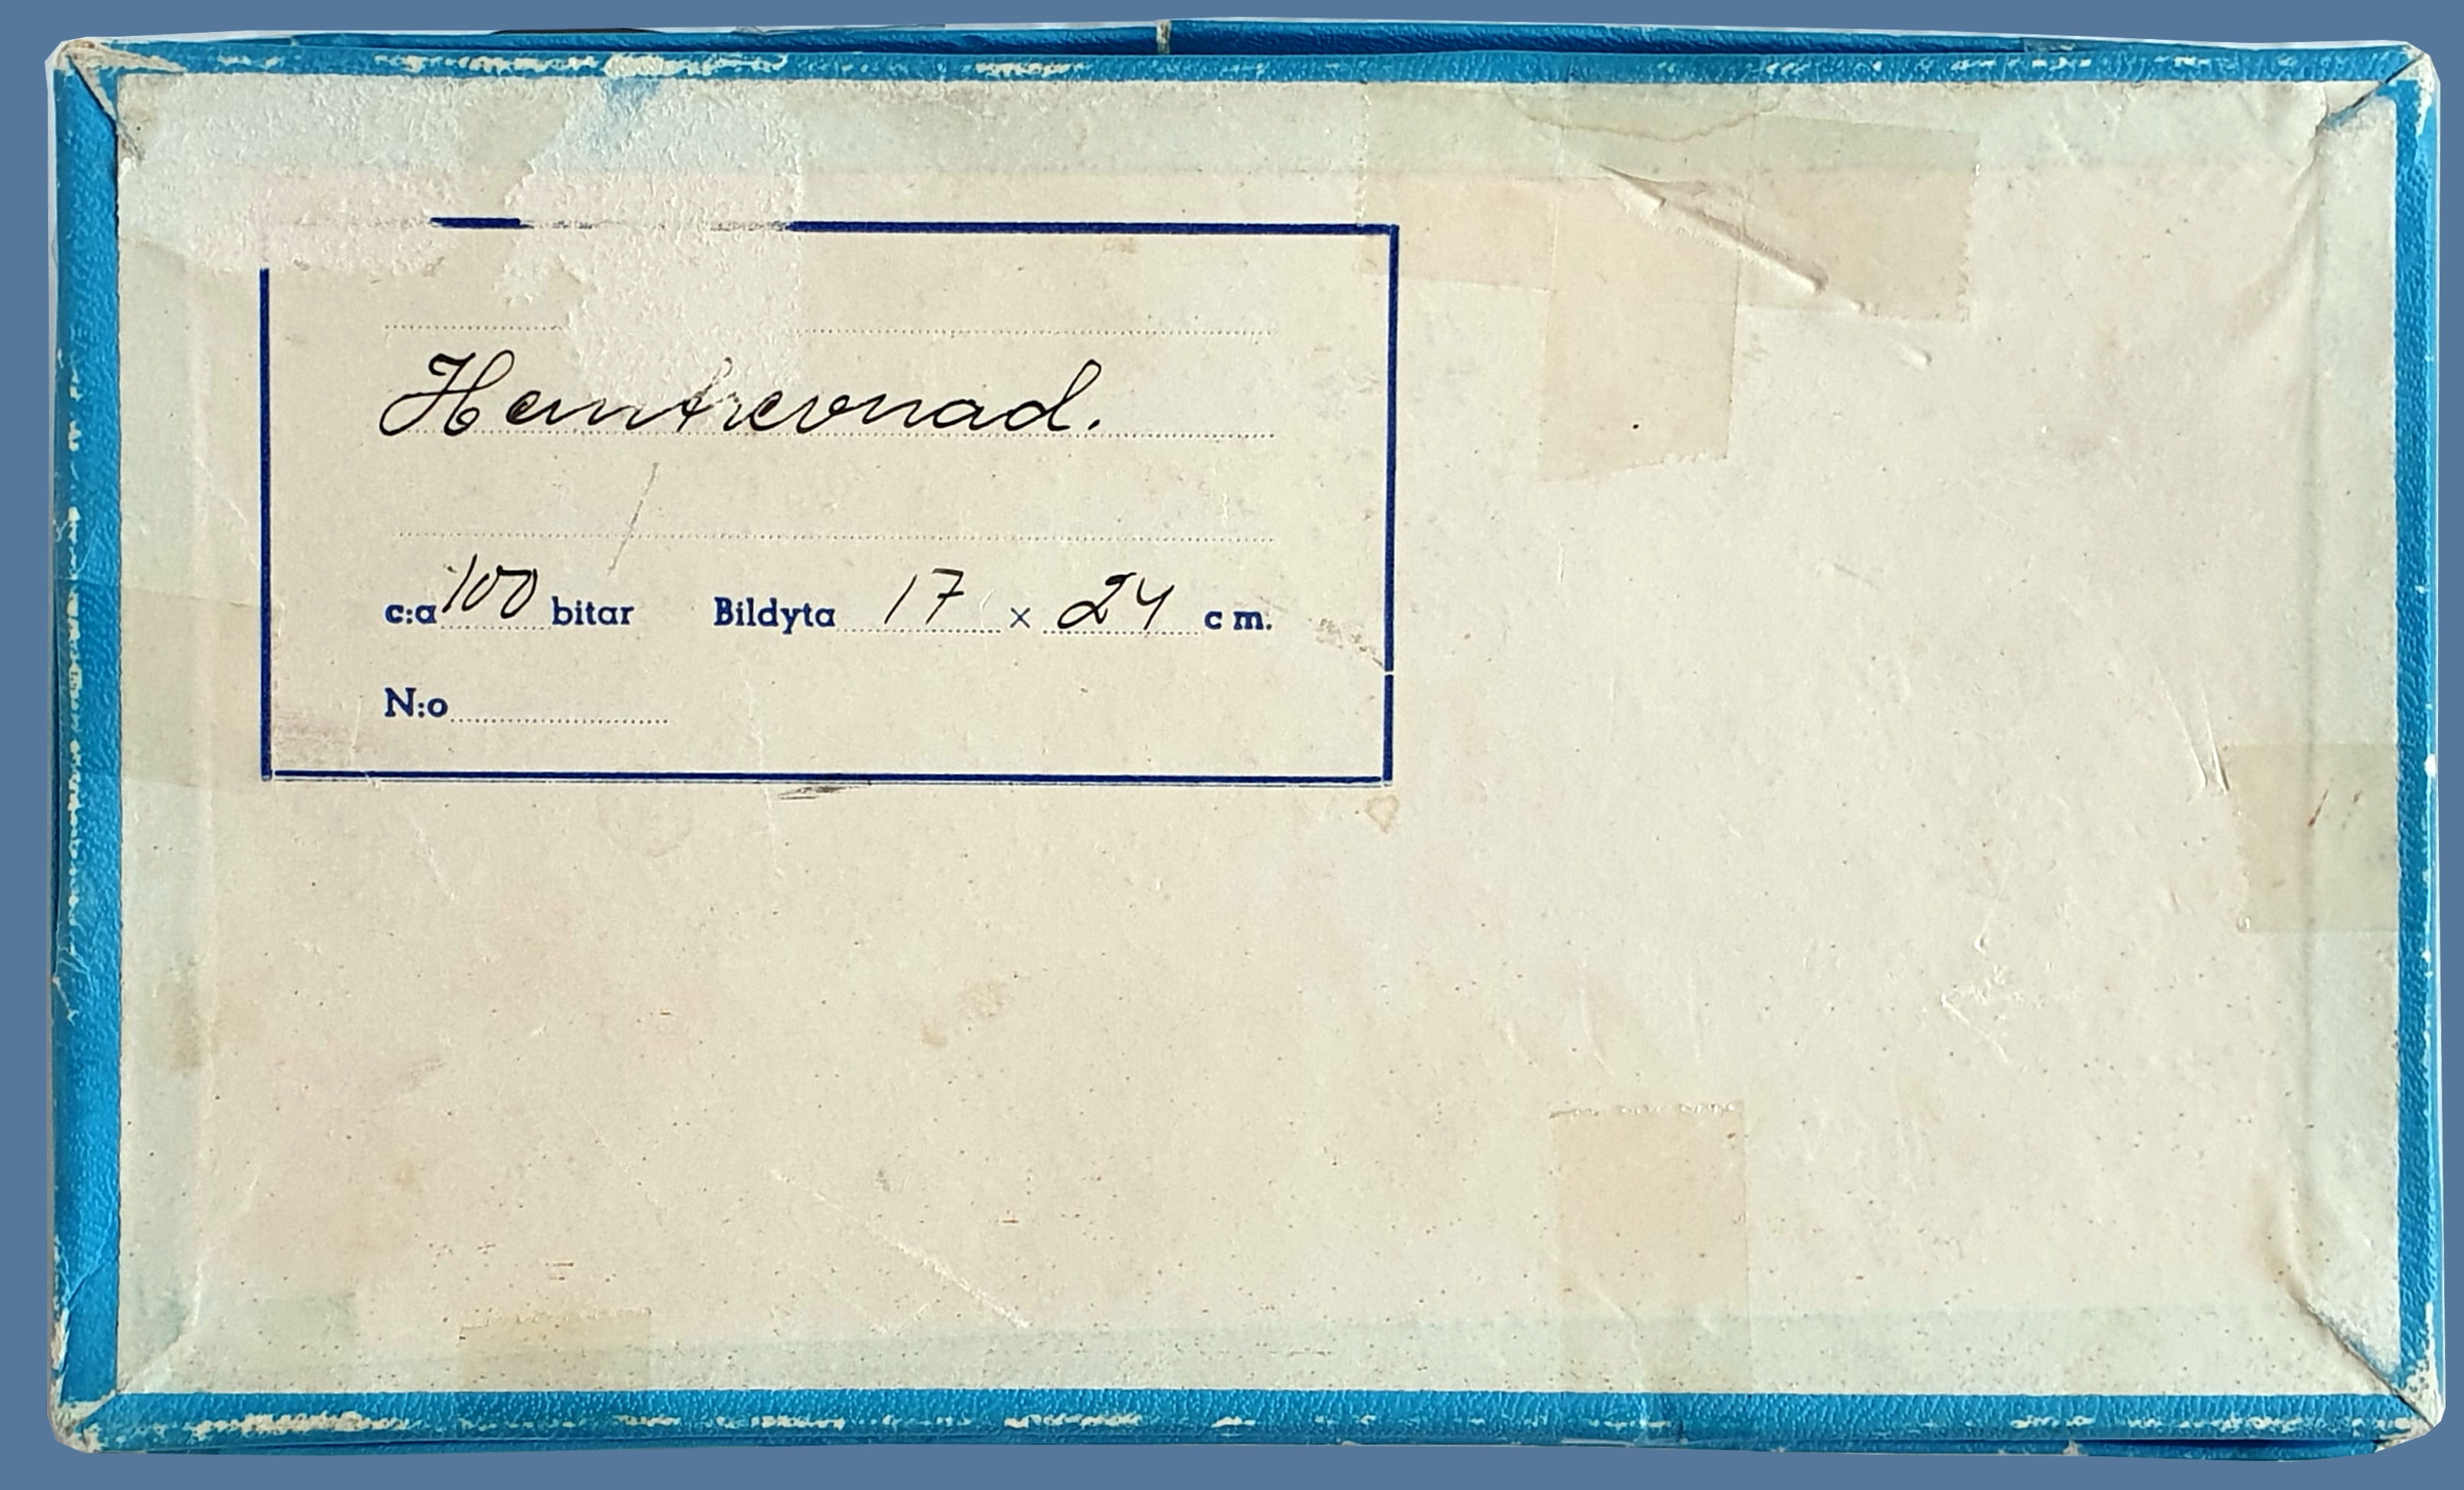 Hemtrevnad.
c:a 100 bitar Bildyta 17 × 24 cm.
N:o